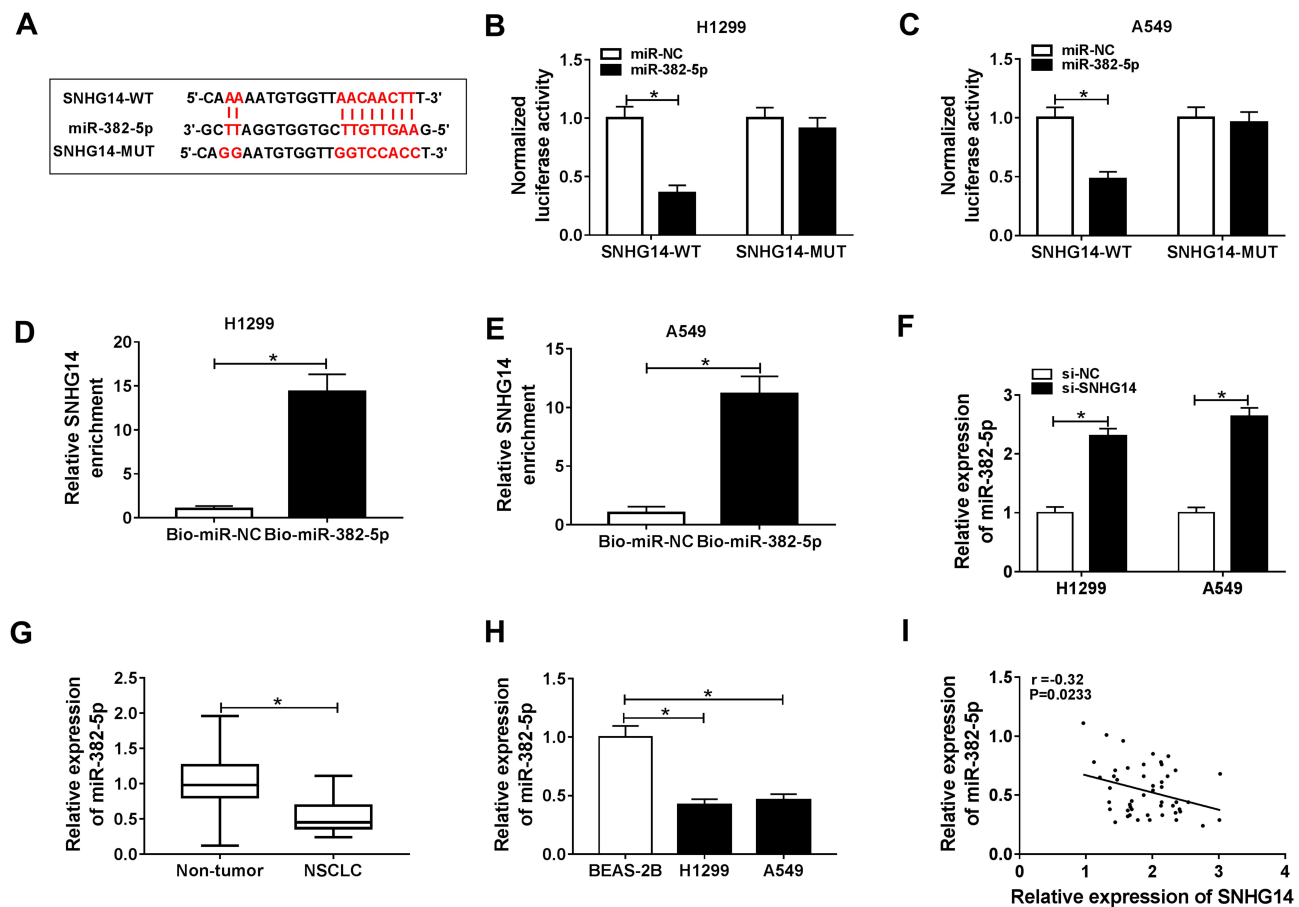 A
SNHG14-WT 5'-CAAAAATGTGGTTAACAACTTT-3'
miR-382-5p 3'-GCTTAGGTGGTGCTTGTTGAAG-5'
SNHG14-MUT 5'-CAGGAATGTGGTTGGTCCACCT-3'
B
H1299
miR-NC
miR-382-5p
Normalized
luciferase activity
1.5
1.0
0.5
0.0
*
SNHG14-WT SNHG14-MUT
C
A549
miR-NC
miR-382-5p
Normalized
luciferase activity
1.5
1.0
0.5
0.0
*
SNHG14-WT SNHG14-MUT
D
H1299
Relative SNHG14
enrichment
20
15
10
5
0
*
Bio-miR-NC Bio-miR-382-5p
E
A549
Relative SNHG14
enrichment
15
10
5
0
*
Bio-miR-NC Bio-miR-382-5p
F
si-NC
si-SNHG14
Relative expression
of miR-382-5p
3
2
1
0
* *
H1299 A549
G
Relative expression
of miR-382-5p
2.5
2.0
1.5
1.0
0.5
0.0
*
Non-tumor NSCLC
H
Relative expression
of miR-382-5p
1.5
1.0
0.5
0.0
*
*
BEAS-2B H1299 A549
I
r =-0.32
P=0.0233
Relative expression
of miR-382-5p
1.5
1.0
0.5
0.0
0 1 2 3 4
Relative expression of SNHG14